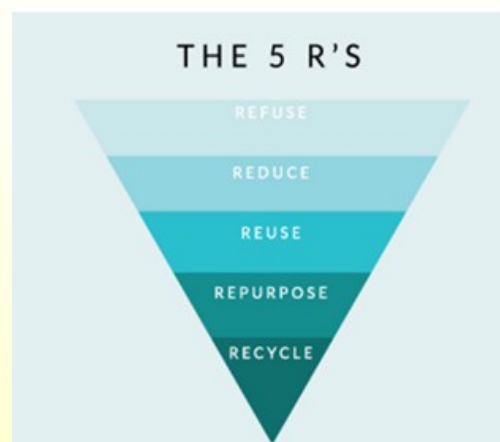 THE 5 R'S
REFUSE
REDUCE
REUSE
REPURPOSE
RECYCLE